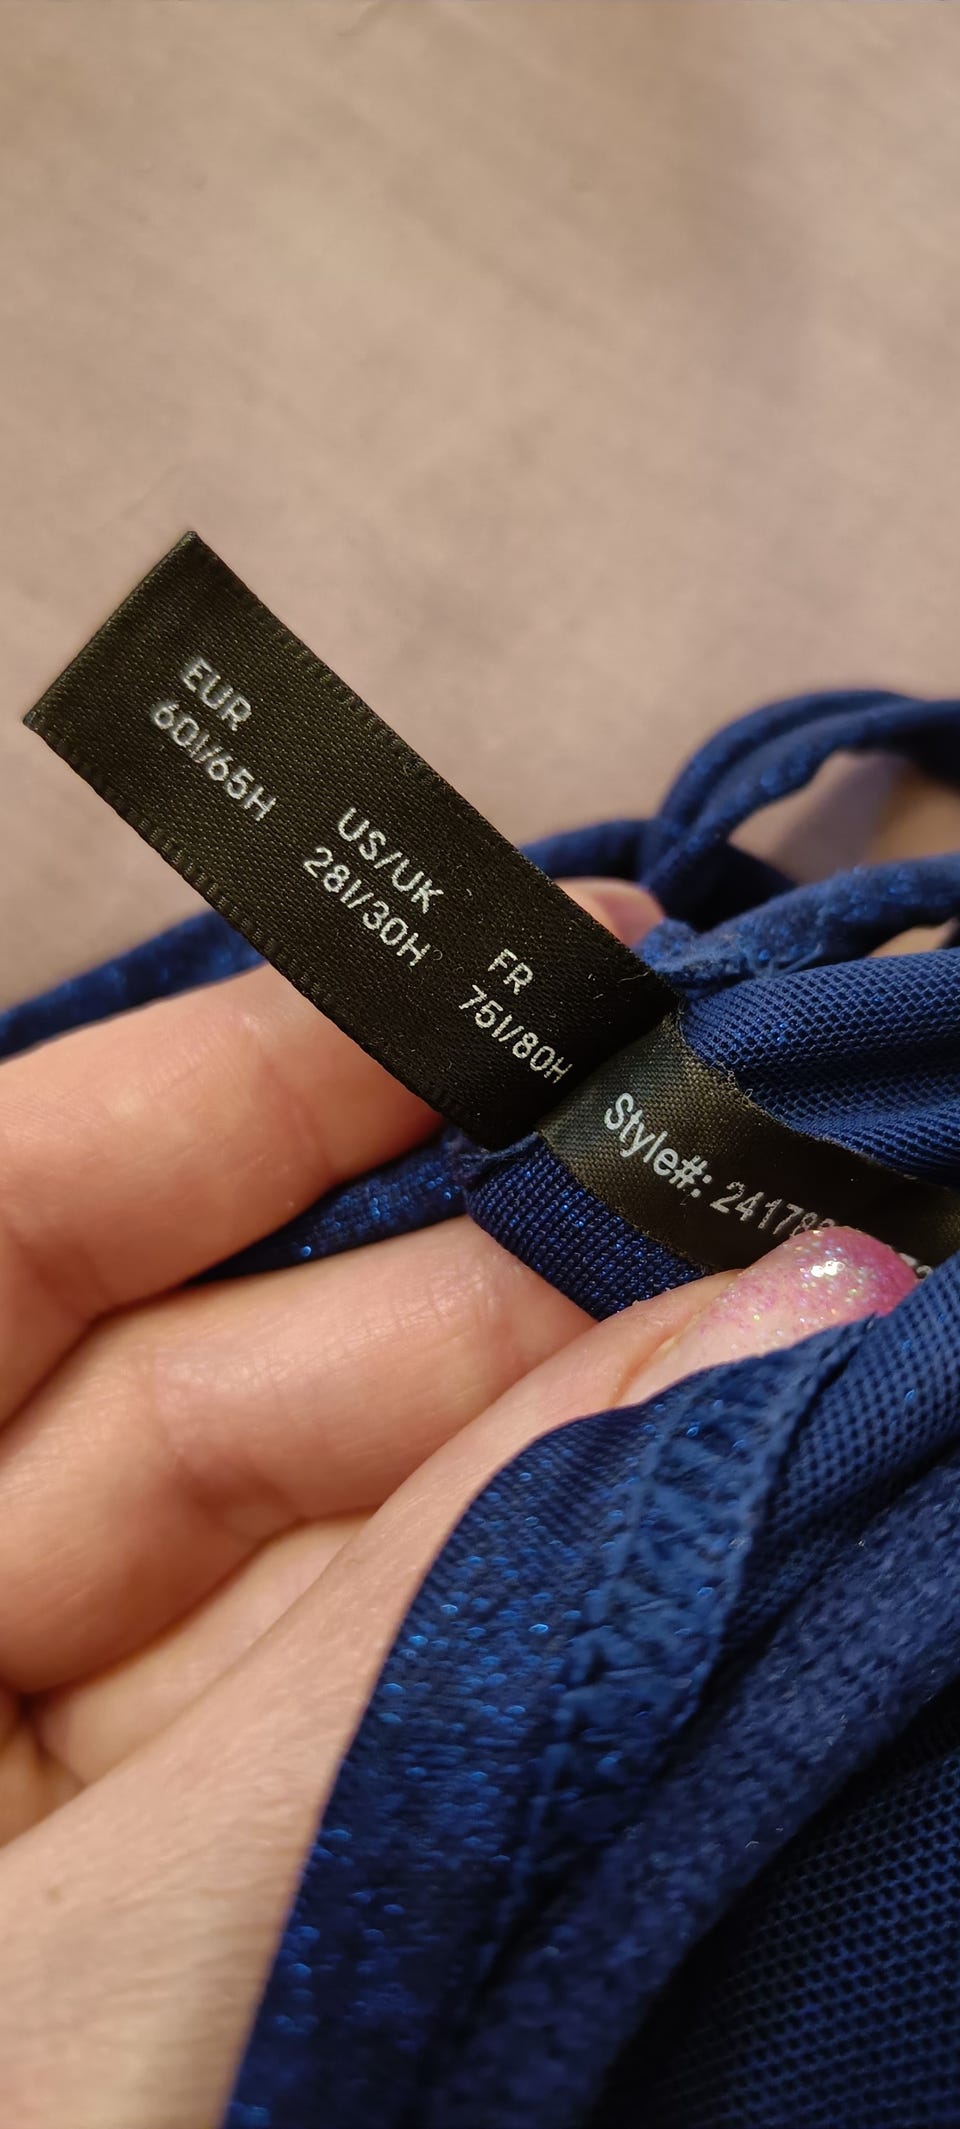 EUR
60I/65H
US/UK
28I/30H
FR
75I/80H
Style#: